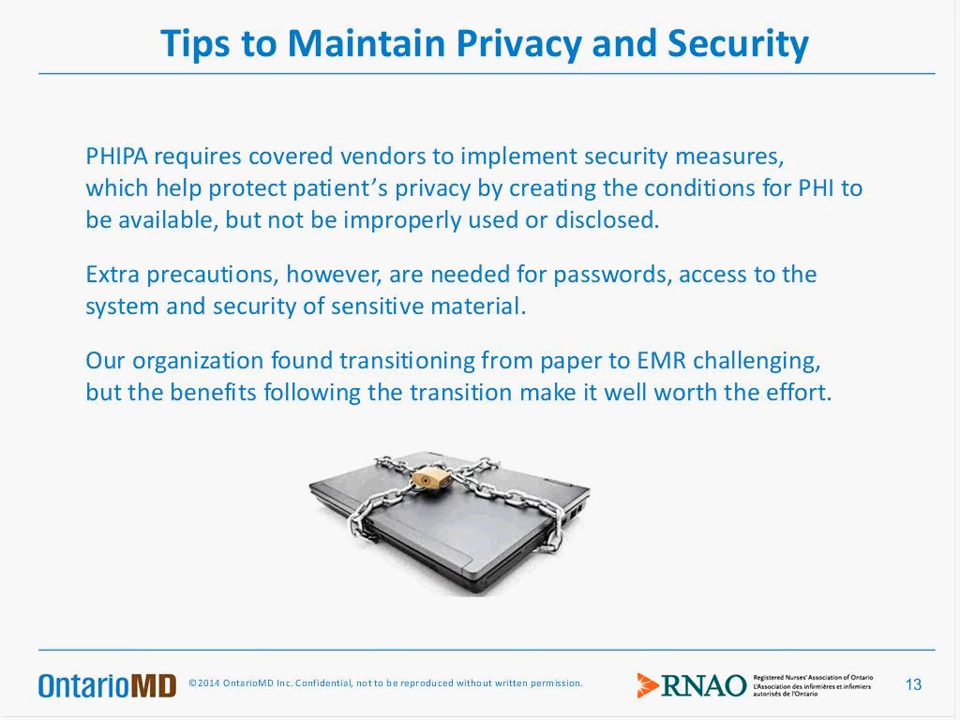 Tips to Maintain Privacy and Security
PHIPA requires covered vendors to implement security measures,
which help protect patient’s privacy by creating the conditions for PHI to
be available, but not be improperly used or disclosed.
Extra precautions, however, are needed for passwords, access to the
system and security of sensitive material.
Our organization found transitioning from paper to EMR challenging,
but the benefits following the transition make it well worth the effort.
OntarioMD
©2014 OntarioMD Inc. Confidential, not to be reproduced without written permission.
RNAO
Registered Nurses' Association of Ontario
L'Association des infirmières et infirmiers
autorisés de l'Ontario
13